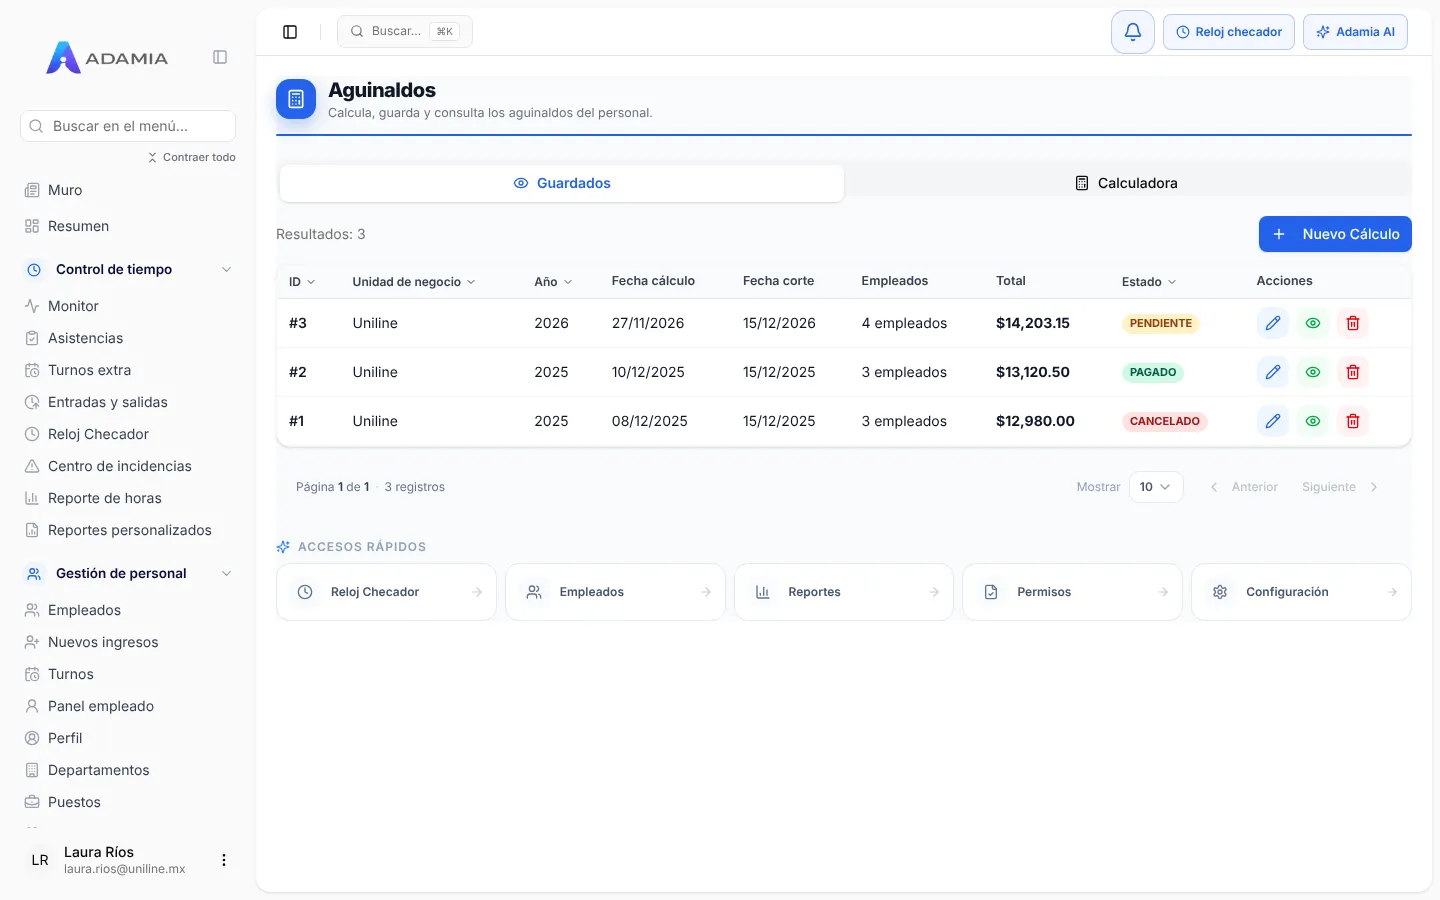 ADAMIA
Buscar en el menú...
Contraer todo
Muro
Resumen
Control de tiempo
Monitor
Asistencias
Turnos extra
Entradas y salidas
Reloj Checador
Centro de incidencias
Reporte de horas
Reportes personalizados
Gestión de personal
Empleados
Nuevos ingresos
Turnos
Panel empleado
Perfil
Departamentos
Puestos
LR
Laura Ríos
laura.rios@uniline.mx
Buscar... ⌘K
Reloj checador
Adamia AI
Aguinaldos
Calcula, guarda y consulta los aguinaldos del personal.
Guardados
Calculadora
Resultados: 3
Nuevo Cálculo
ID Unidad de negocio Año Fecha cálculo Fecha corte Empleados Total Estado Acciones
#3 Uniline 2026 27/11/2026 15/12/2026 4 empleados $14,203.15 PENDIENTE
#2 Uniline 2025 10/12/2025 15/12/2025 3 empleados $13,120.50 PAGADO
#1 Uniline 2025 08/12/2025 15/12/2025 3 empleados $12,980.00 CANCELADO
Página 1 de 1 · 3 registros
Mostrar 10 Anterior Siguiente
ACCESOS RÁPIDOS
Reloj Checador
Empleados
Reportes
Permisos
Configuración